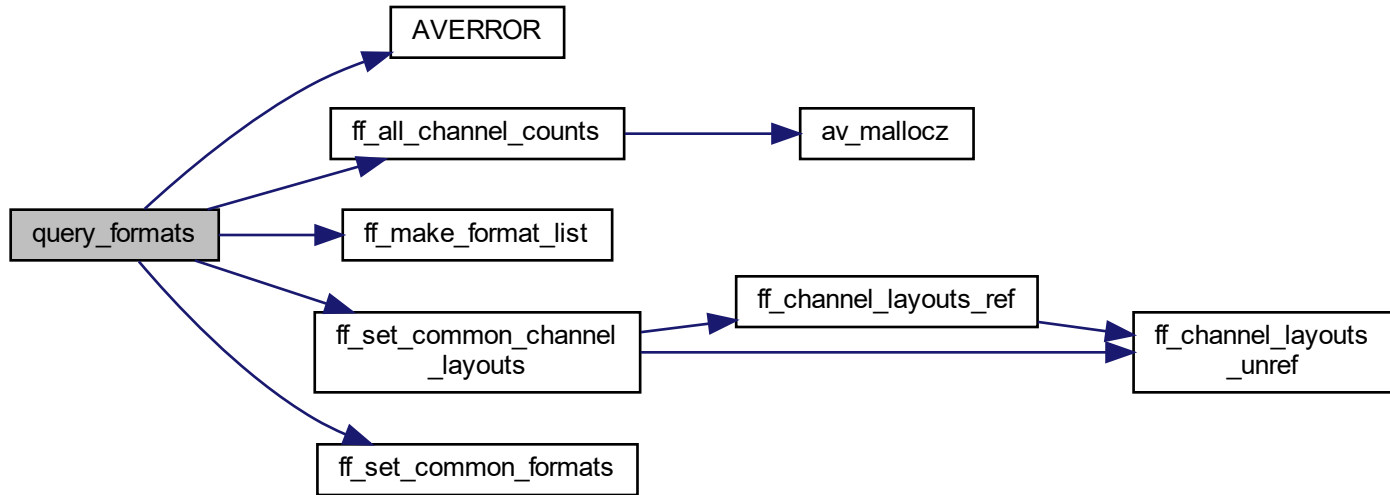 AVERROR
ff_all_channel_counts
av_mallocz
query_formats
ff_make_format_list
ff_channel_layouts_ref
ff_set_common_channel
_layouts
ff_channel_layouts
_unref
ff_set_common_formats